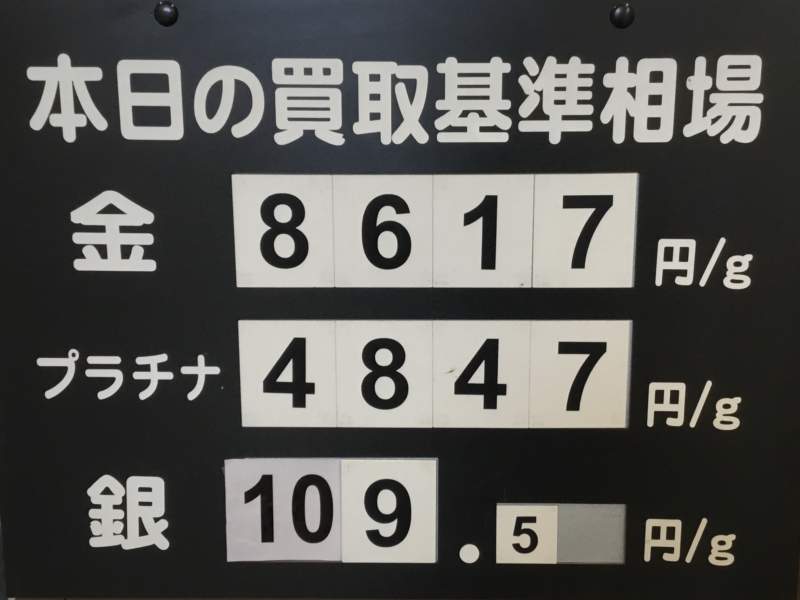 本日の買取基準相場
金 8617 円/g
プラチナ 4847 円/g
銀 109.5 円/g